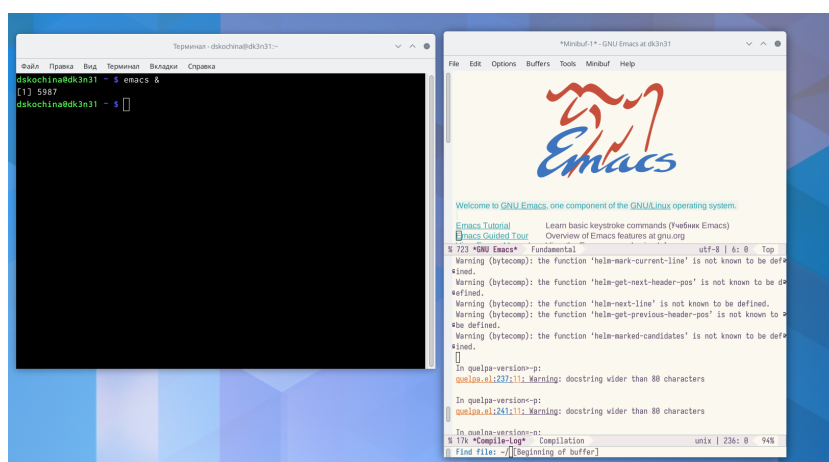 Терминал - dskochina@dk3n31:~
Файл Правка Вид Терминал Вкладки Справка
dskochina@dk3n31 ~ $ emacs &
[1] 5987
dskochina@dk3n31 ~ $
*Minibuf-1* - GNU Emacs at dk3n31
File Edit Options Buffers Tools Minibuf Help
Emacs
Welcome to GNU Emacs, one component of the GNU/Linux operating system.
Emacs Tutorial Learn basic keystroke commands (Учебник Emacs)
Emacs Guided Tour Overview of Emacs features at gnu.org
% 723 *GNU Emacs* Fundamental utf-8 | 6: 0 Top
Warning (bytecomp): the function ‘helm-mark-current-line’ is not known to be def
ined.
Warning (bytecomp): the function ‘helm-get-next-header-pos’ is not known to be d
efined.
Warning (bytecomp): the function ‘helm-next-line’ is not known to be defined.
Warning (bytecomp): the function ‘helm-get-previous-header-pos’ is not known to
be defined.
Warning (bytecomp): the function ‘helm-marked-candidates’ is not known to be def
ined.
In quelpa-version>-p:
quelpa.el:237:11: Warning: docstring wider than 80 characters
In quelpa-version<-p:
quelpa.el:241:11: Warning: docstring wider than 80 characters
In quelpa-version=-p:
% 17k *Compile-Log* Compilation unix | 236: 0 94%
Find file: ~/ [Beginning of buffer]